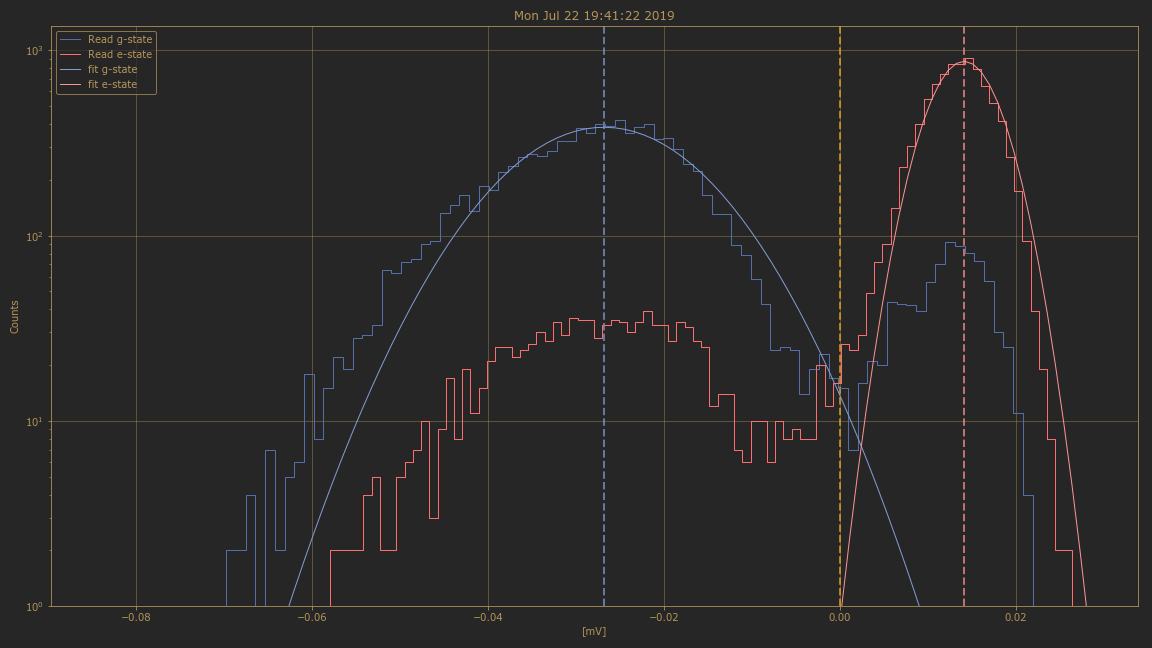 Mon Jul 22 19:41:22 2019
Read g-state
Read e-state
fit g-state
fit e-state
10³
10²
10¹
10⁰
Counts
−0.08 −0.06 −0.04 −0.02 0.00 0.02
[mV]